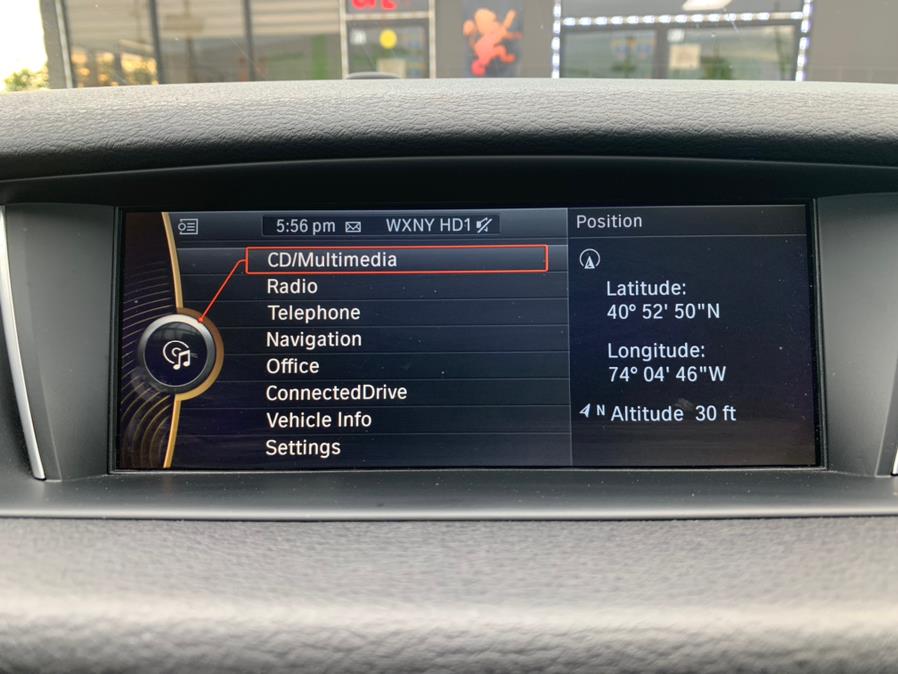 5:56 pm WXNY HD1
CD/Multimedia
Radio
Telephone
Navigation
Office
ConnectedDrive
Vehicle Info
Settings
Position
Latitude:
40° 52' 50"N
Longitude:
74° 04' 46"W
N Altitude 30 ft